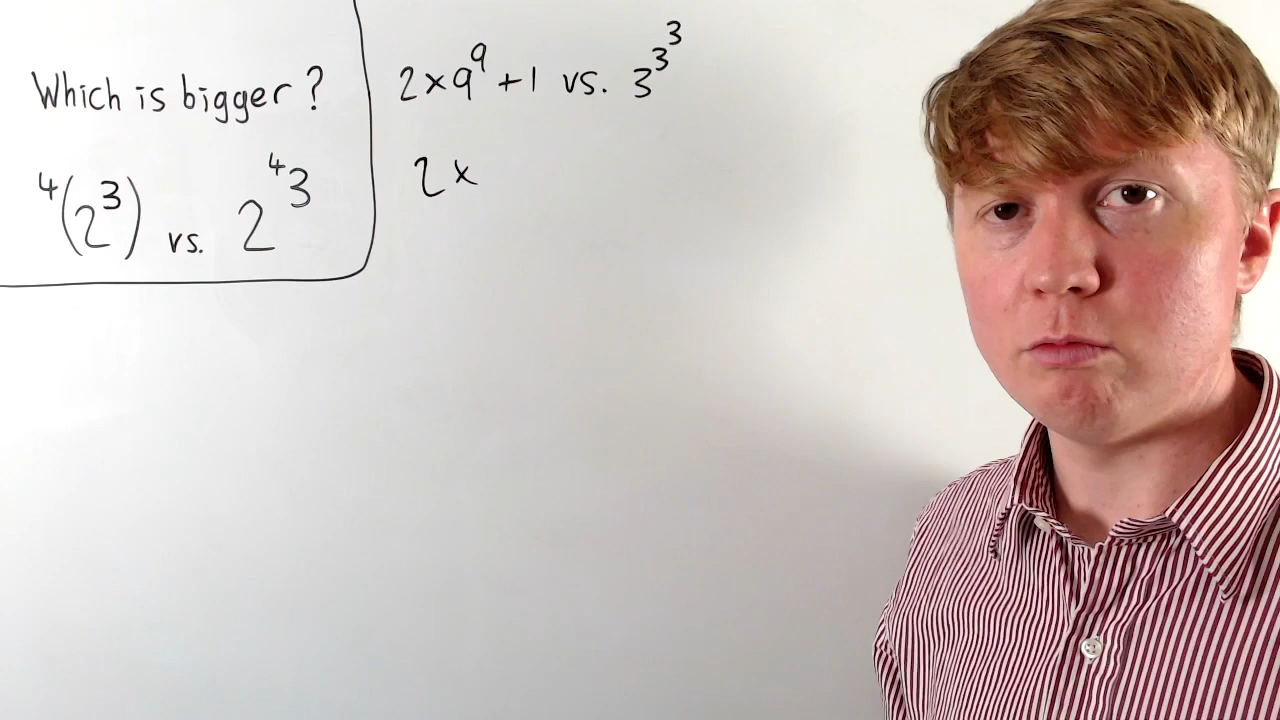 Which is bigger?
⁴(2³) vs. 2^{⁴3}
2×9⁹+1 vs. 3^{3^3}
2×